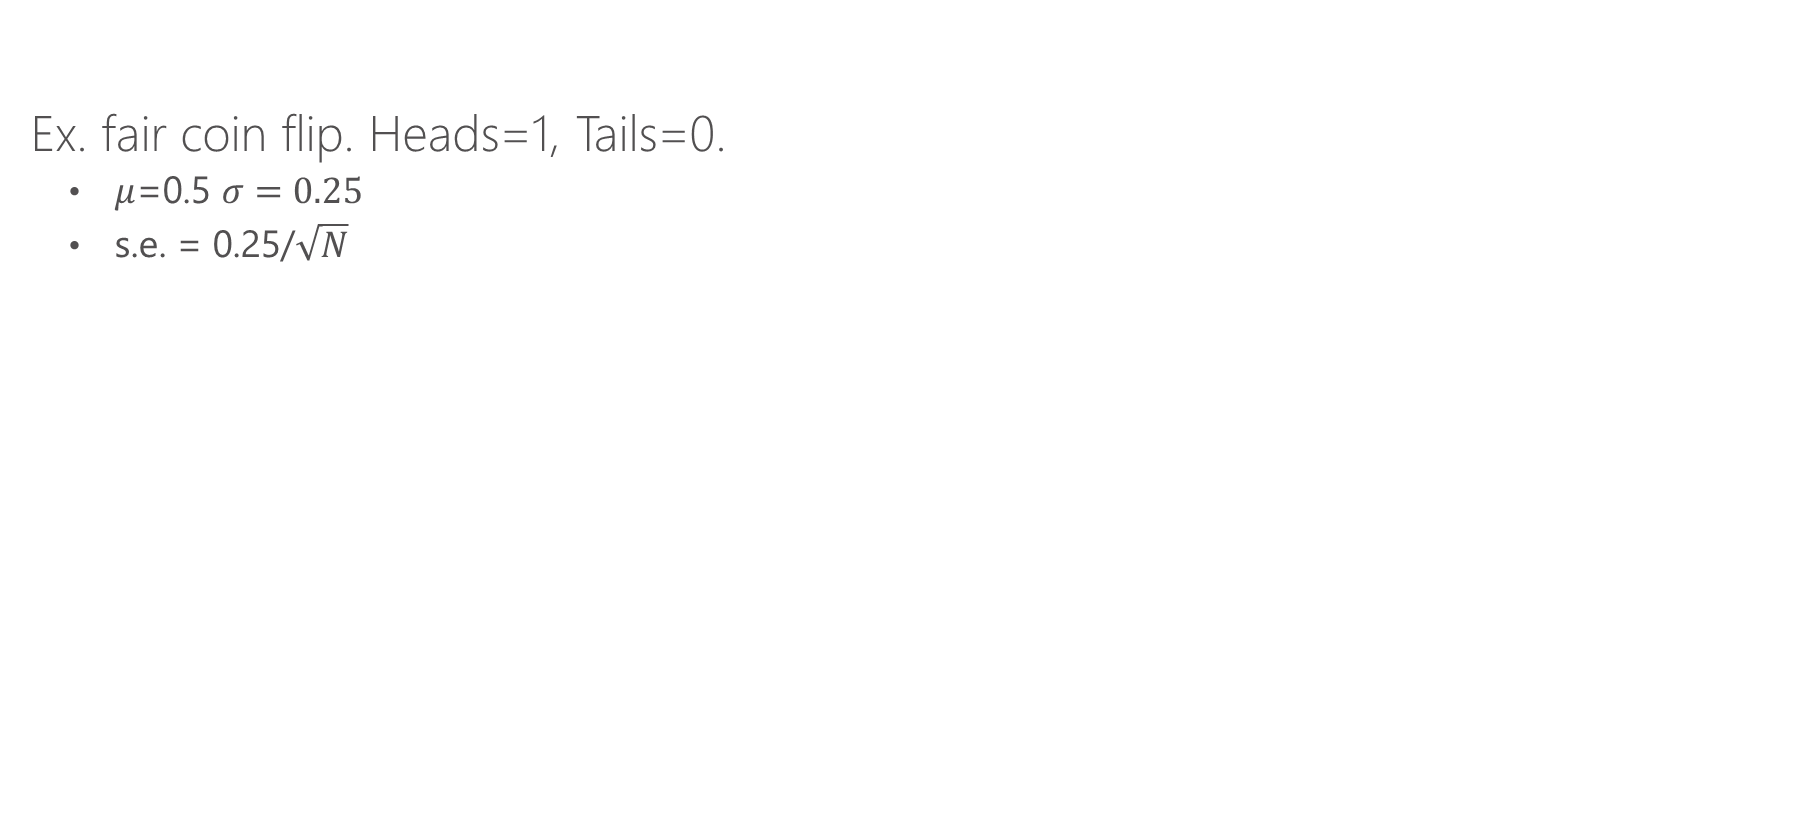 Ex. fair coin flip. Heads=1, Tails=0.
• 𝜇=0.5 𝜎 = 0.25
• s.e. = 0.25/√N